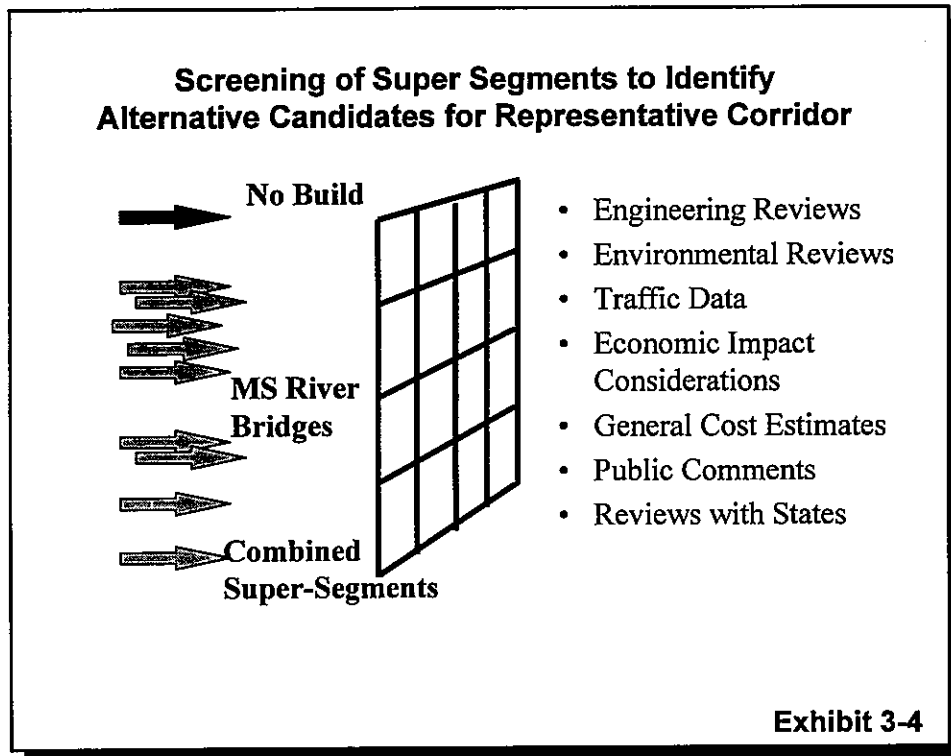 Screening of Super Segments to Identify
Alternative Candidates for Representative Corridor
No Build
MS River
Bridges
Combined
Super-Segments
• Engineering Reviews
• Environmental Reviews
• Traffic Data
• Economic Impact
Considerations
• General Cost Estimates
• Public Comments
• Reviews with States
Exhibit 3-4